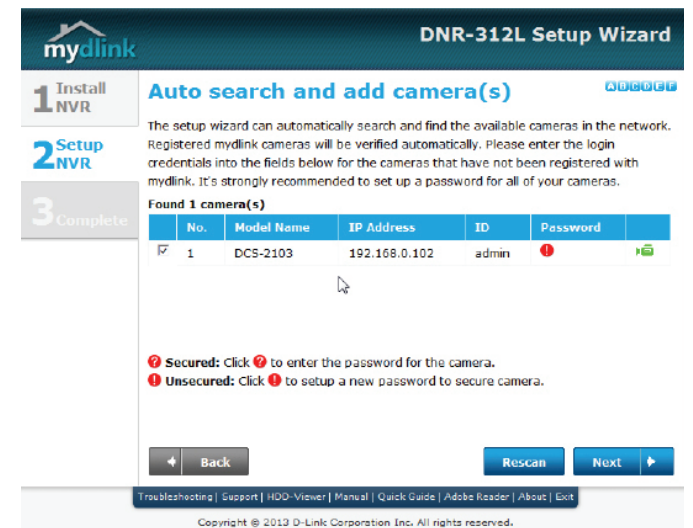 mydlink
DNR-312L Setup Wizard
1 Install
NVR
2 Setup
NVR
3 Complete
Auto search and add camera(s)
A B C D E F
The setup wizard can automatically search and find the available cameras in the network.
Registered mydlink cameras will be verified automatically. Please enter the login
credentials into the fields below for the cameras that have not been registered with
mydlink. It's strongly recommended to set up a password for all of your cameras.
Found 1 camera(s)
No. Model Name IP Address ID Password
1 DCS-2103 192.168.0.102 admin !
? Secured: Click ? to enter the password for the camera.
! Unsecured: Click ! to setup a new password to secure camera.
Back
Rescan
Next
Troubleshooting | Support | HDD-Viewer | Manual | Quick Guide | Adobe Reader | About | Exit
Copyright © 2013 D-Link Corporation Inc. All rights reserved.